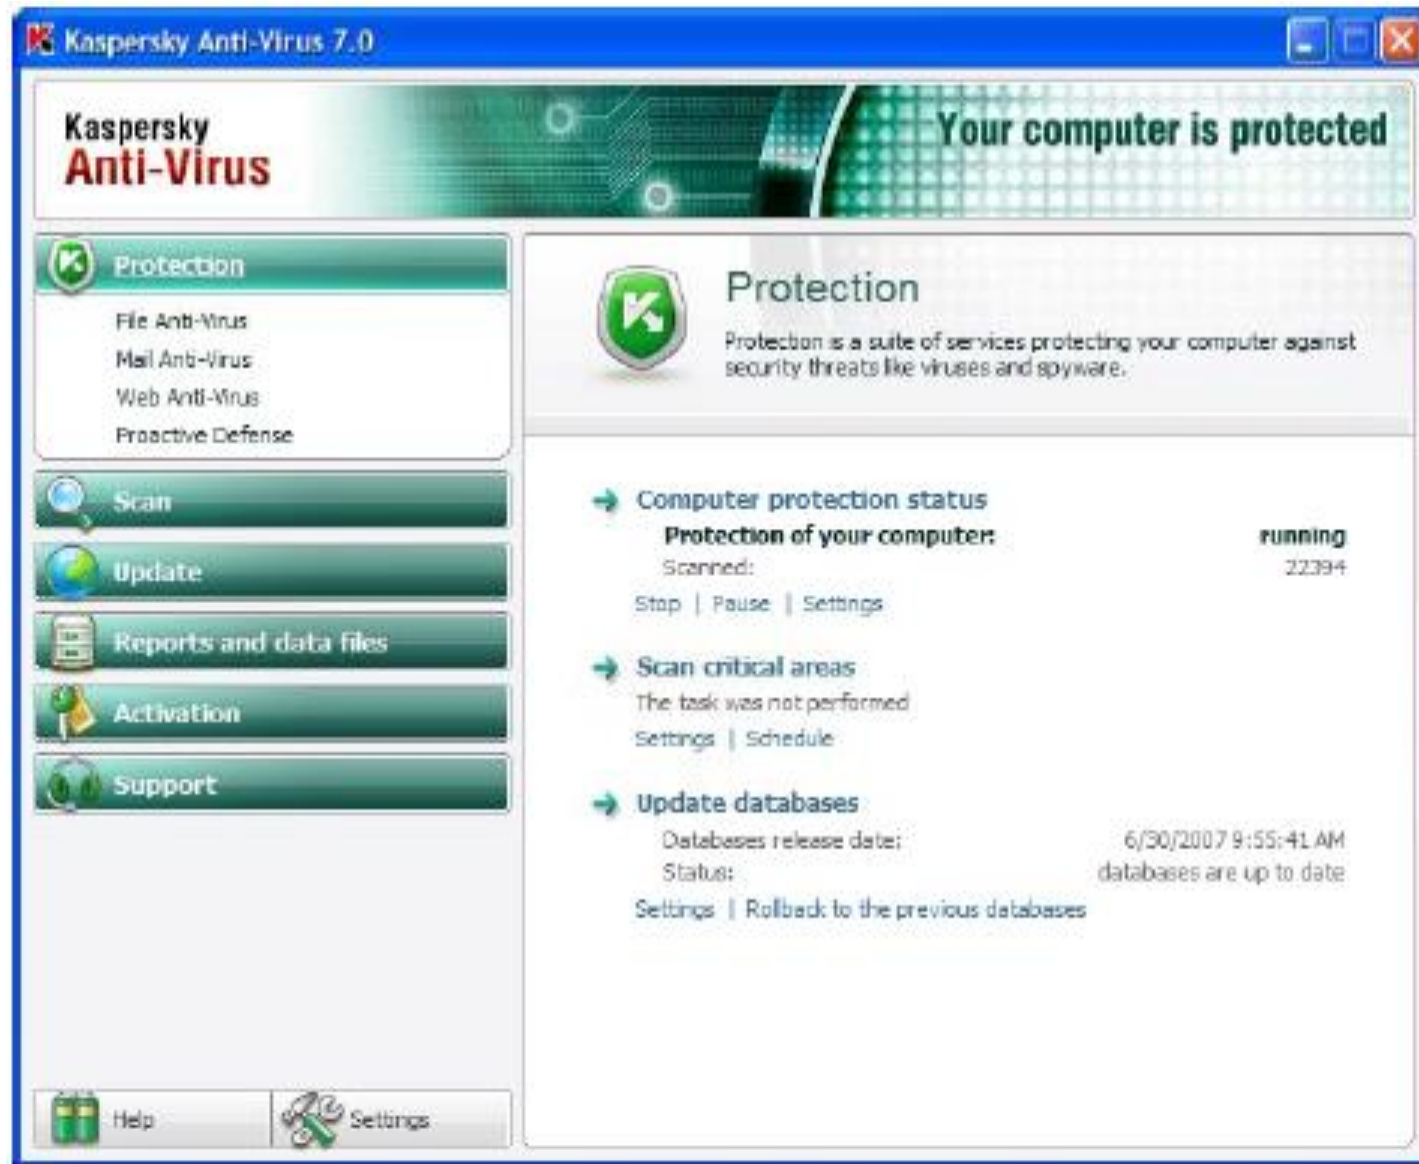 Kaspersky Anti-Virus 7.0
Kaspersky
Anti-Virus
Your computer is protected
Protection
File Anti-Virus
Mail Anti-Virus
Web Anti-Virus
Proactive Defense
Scan
Update
Reports and data files
Activation
Support
Help
Settings
Protection
Protection is a suite of services protecting your computer against
security threats like viruses and spyware.
Computer protection status
Protection of your computer: running
Scanned: 22394
Stop | Pause | Settings
Scan critical areas
The task was not performed
Settings | Schedule
Update databases
Databases release date: 6/30/2007 9:55:41 AM
Status: databases are up to date
Settings | Rollback to the previous databases